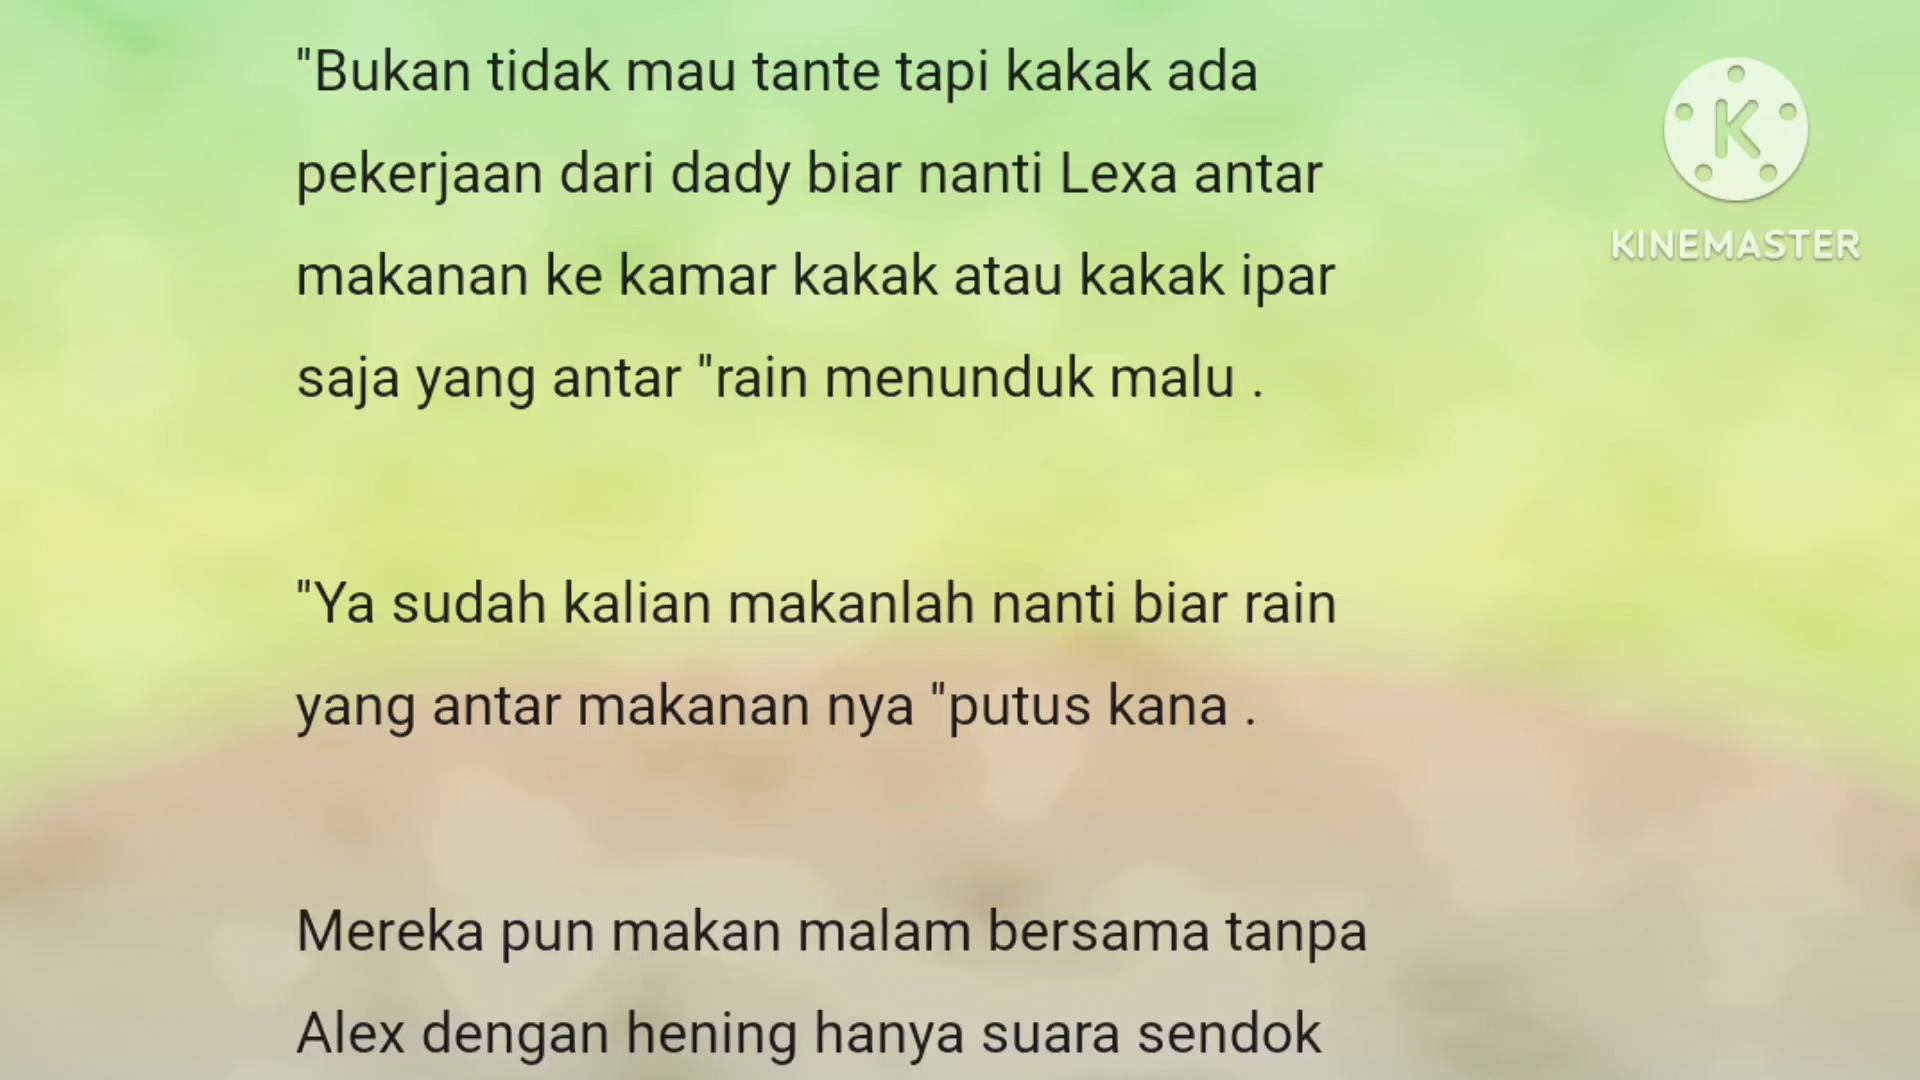 "Bukan tidak mau tante tapi kakak ada
pekerjaan dari dady biar nanti Lexa antar
makanan ke kamar kakak atau kakak ipar
saja yang antar "rain menunduk malu .
"Ya sudah kalian makanlah nanti biar rain
yang antar makanan nya "putus kana .
Mereka pun makan malam bersama tanpa
Alex dengan hening hanya suara sendok
K
KINEMASTER